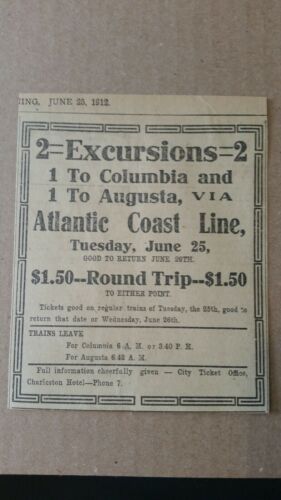 ING, JUNE 25, 1912.
2=Excursions=2
1 To Columbia and
1 To Augusta, VIA
Atlantic Coast Line,
Tuesday, June 25,
GOOD TO RETURN JUNE 26TH.
$1.50--Round Trip--$1.50
TO EITHER POINT.
Tickets good on regular trains of Tuesday, the 25th, good to
return that date or Wednesday, June 26th.
TRAINS LEAVE
For Columbia 6 A. M. or 3:40 P. M.
For Augusta 6:45 A. M.
Full information cheerfully given — City Ticket Office,
Charleston Hotel—Phone 7.